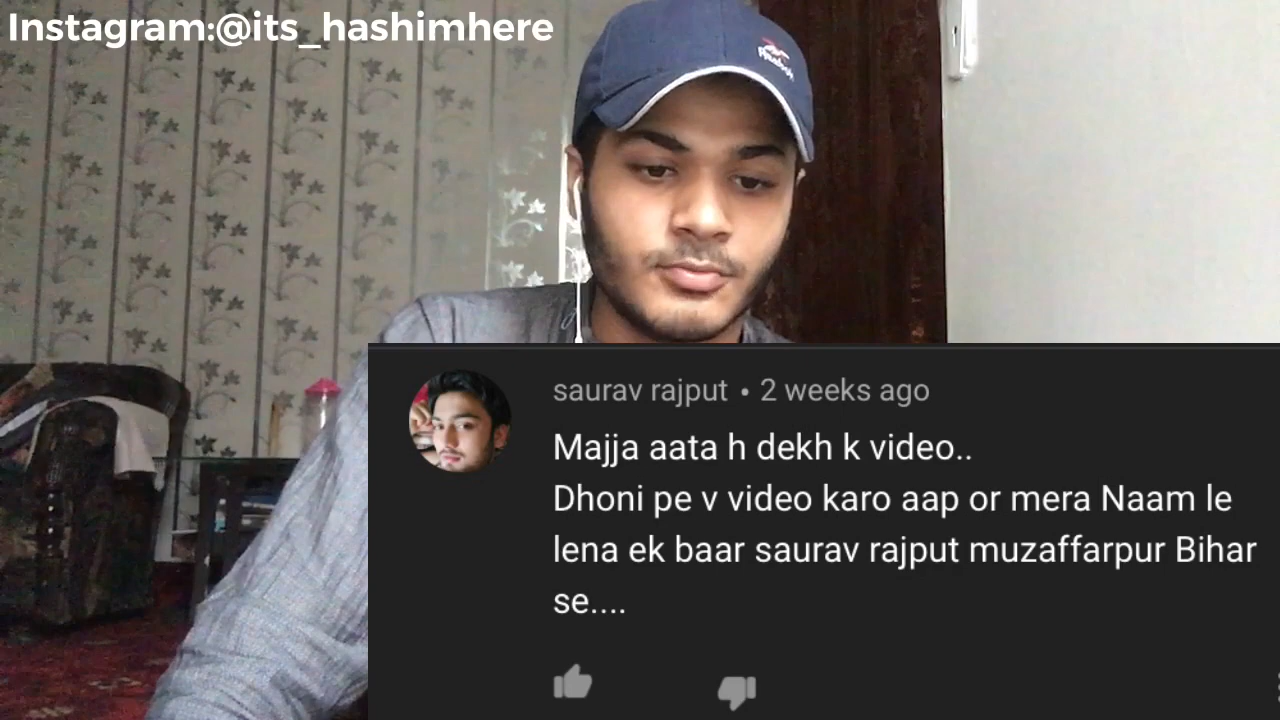 Instagram:@its_hashimhere
Reebok
saurav rajput • 2 weeks ago
Majja aata h dekh k video..
Dhoni pe v video karo aap or mera Naam le
lena ek baar saurav rajput muzaffarpur Bihar
se....